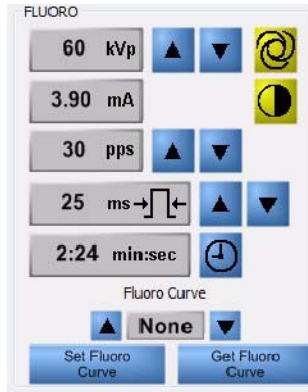 FLUORO
60 kVp
3.90 mA
30 pps
25 ms
2:24 min:sec
Fluoro Curve
None
Set Fluoro Get Fluoro
Curve Curve